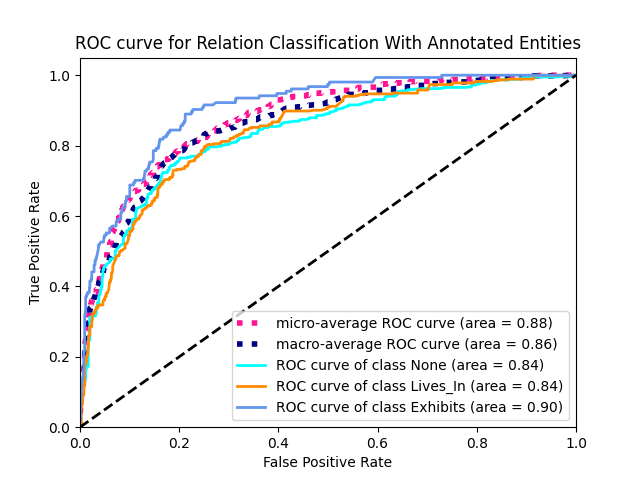 ROC curve for Relation Classification With Annotated Entities
True Positive Rate
1.0
0.8
0.6
0.4
0.2
0.0
micro-average ROC curve (area = 0.88)
macro-average ROC curve (area = 0.86)
ROC curve of class None (area = 0.84)
ROC curve of class Lives_In (area = 0.84)
ROC curve of class Exhibits (area = 0.90)
0.0 0.2 0.4 0.6 0.8 1.0
False Positive Rate